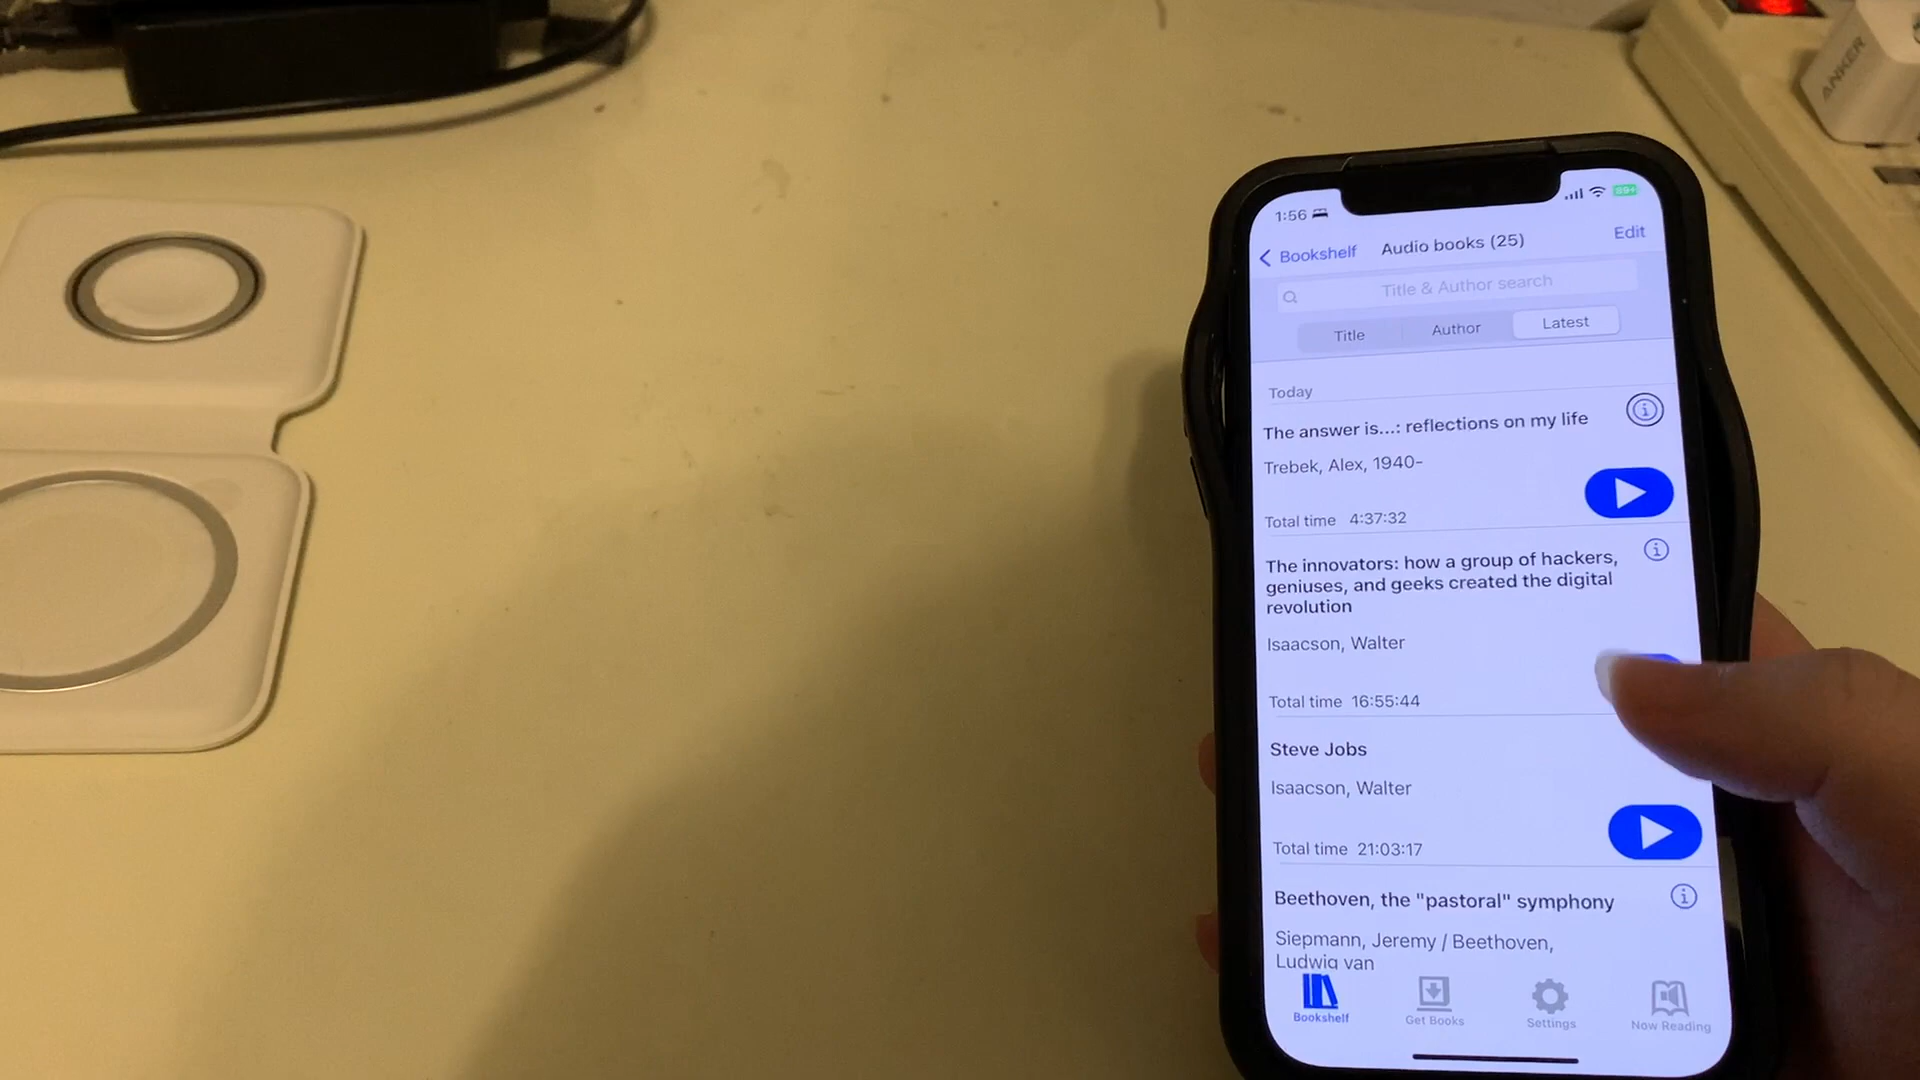 ANKER
1:56
89+
Bookshelf
Audio books (25)
Edit
Title & Author search
Title
Author
Latest
Today
The answer is...: reflections on my life
Trebek, Alex, 1940-
Total time 4:37:32
The innovators: how a group of hackers,
geniuses, and geeks created the digital
revolution
Isaacson, Walter
Total time 16:55:44
Steve Jobs
Isaacson, Walter
Total time 21:03:17
Beethoven, the "pastoral" symphony
Siepmann, Jeremy / Beethoven,
Ludwig van
Bookshelf
Get Books
Settings
Now Reading